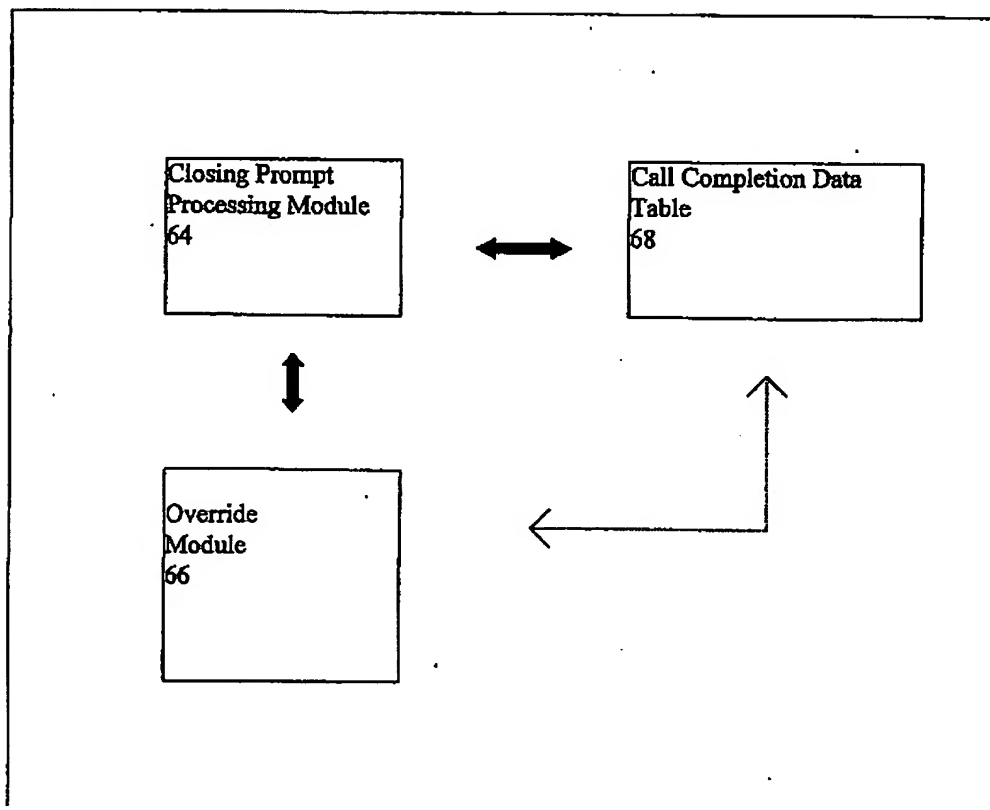 Closing Prompt
Processing Module
64
Call Completion Data
Table
68
Override
Module
66